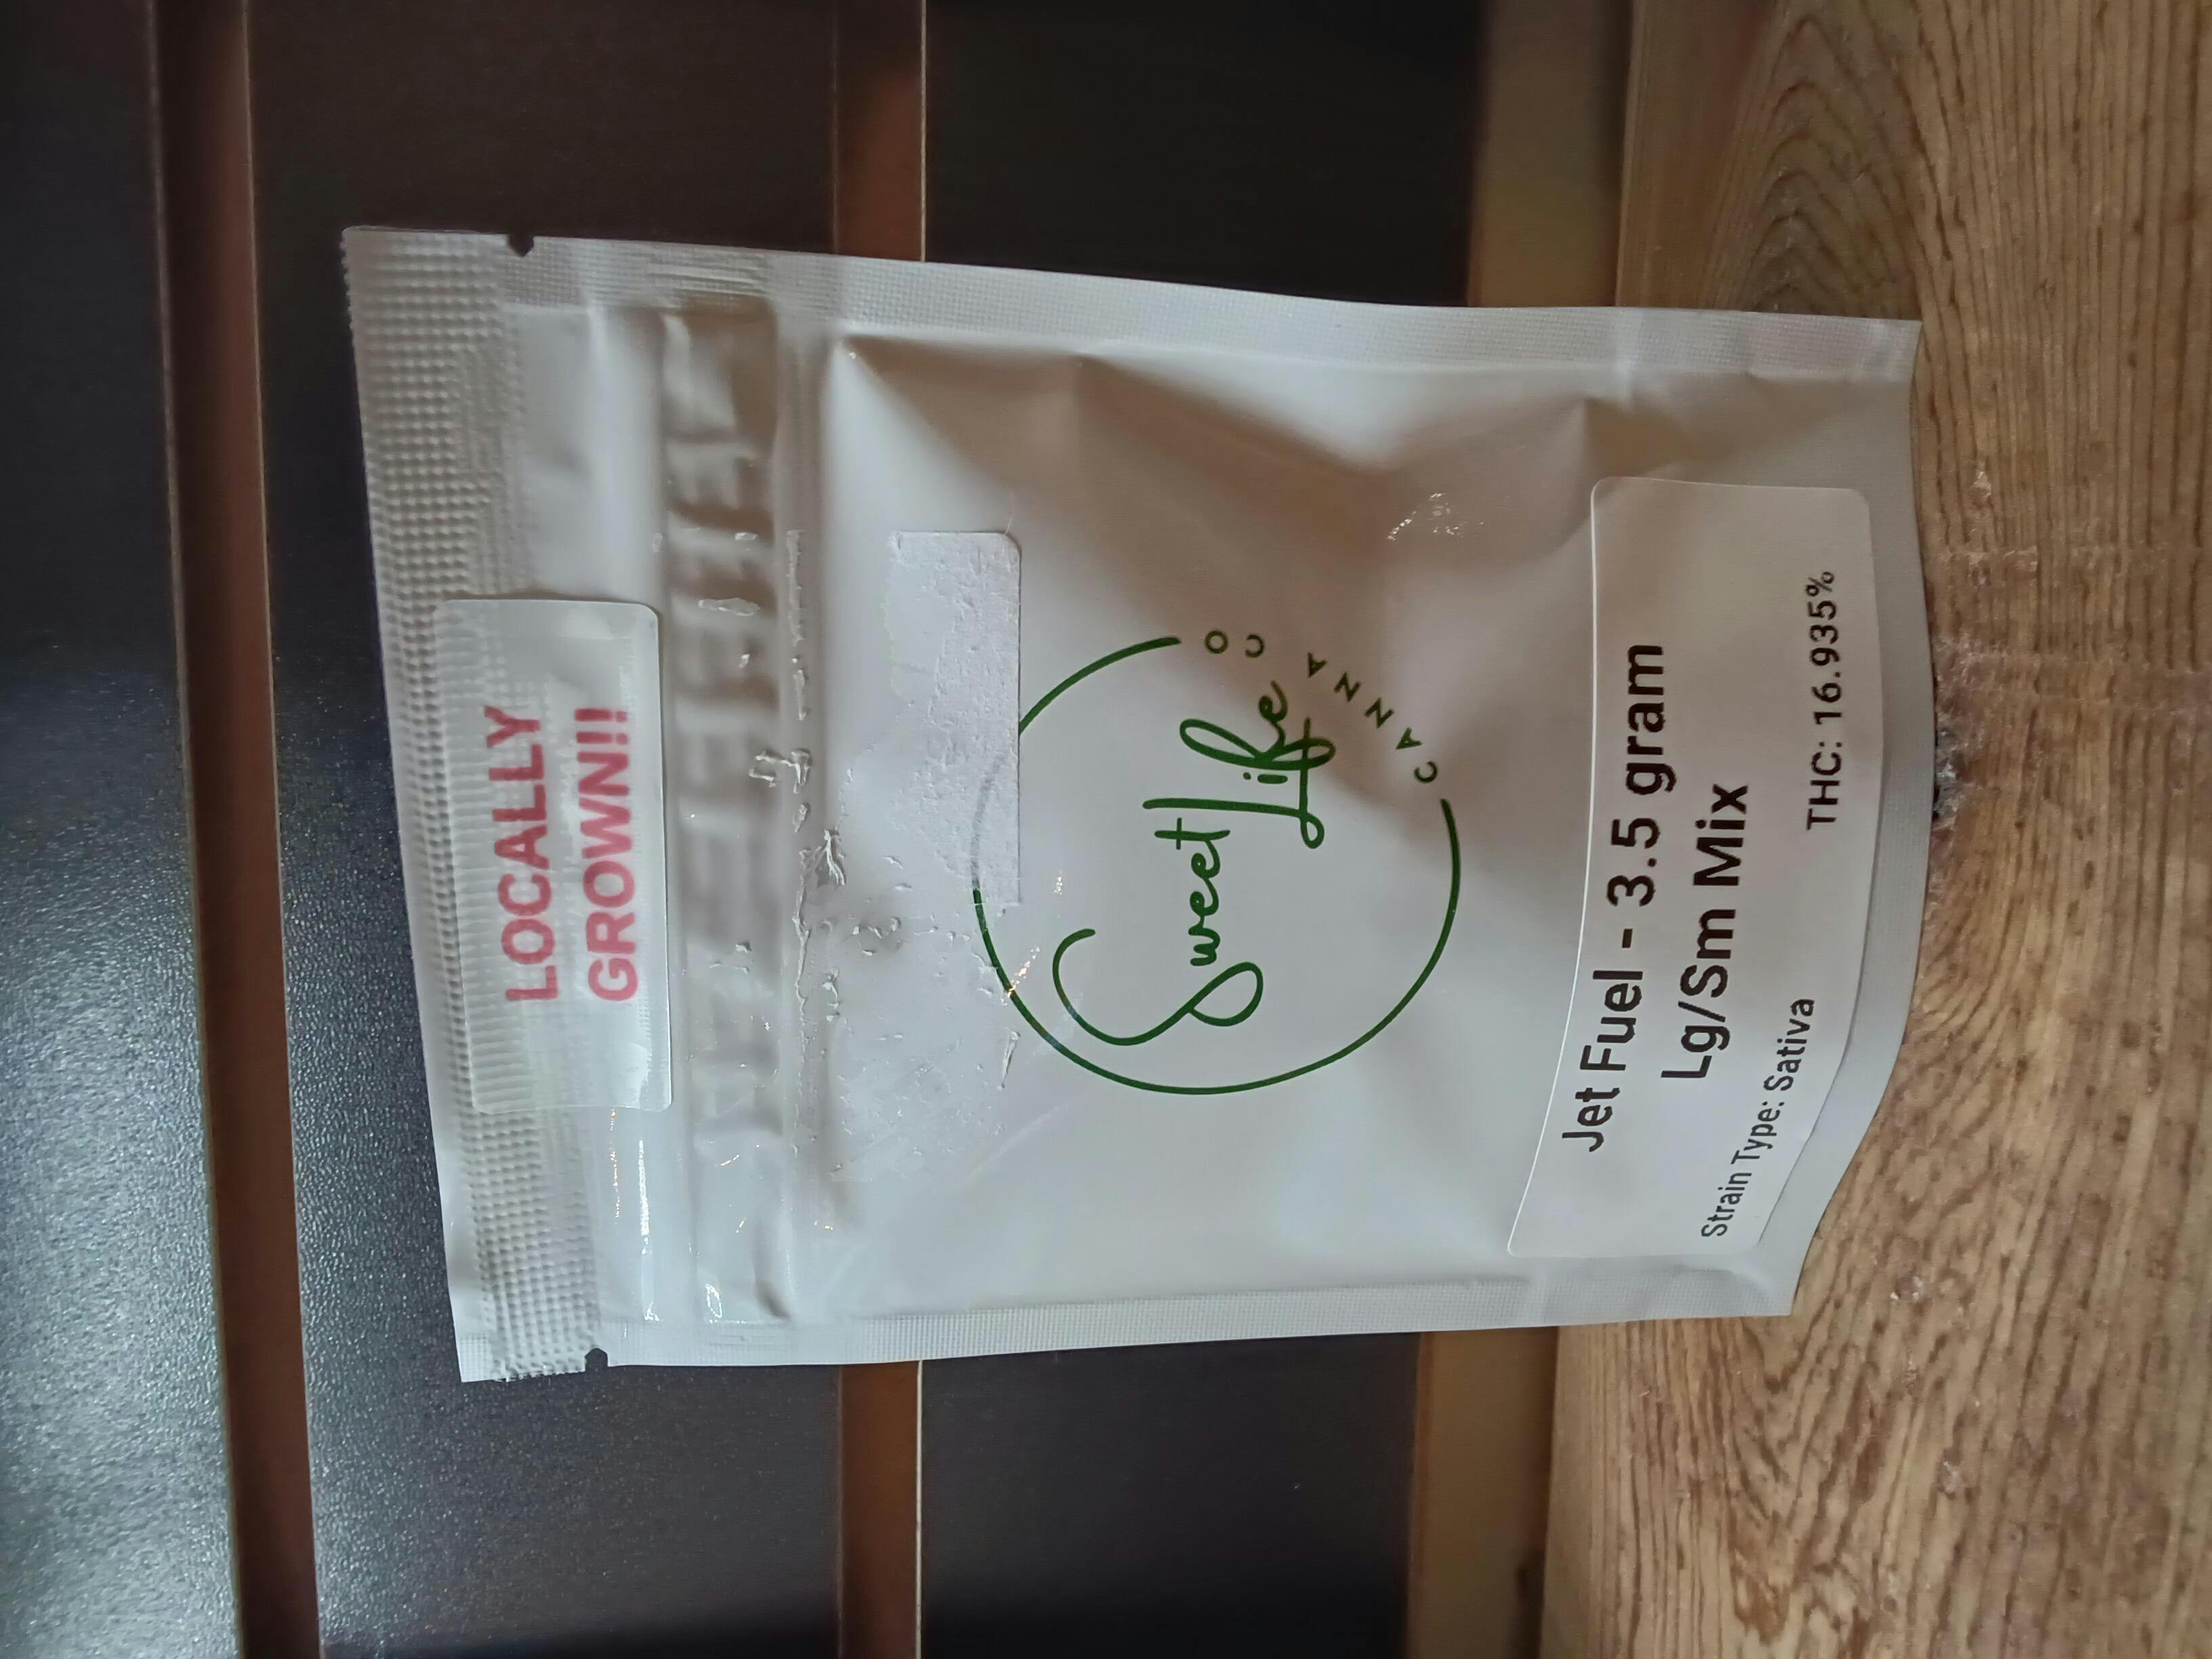 LOCALLY
GROWN!!
Sweet Life
CANNA CO
Jet Fuel - 3.5 gram
Lg/Sm Mix
Strain Type: Sativa THC: 16.935%